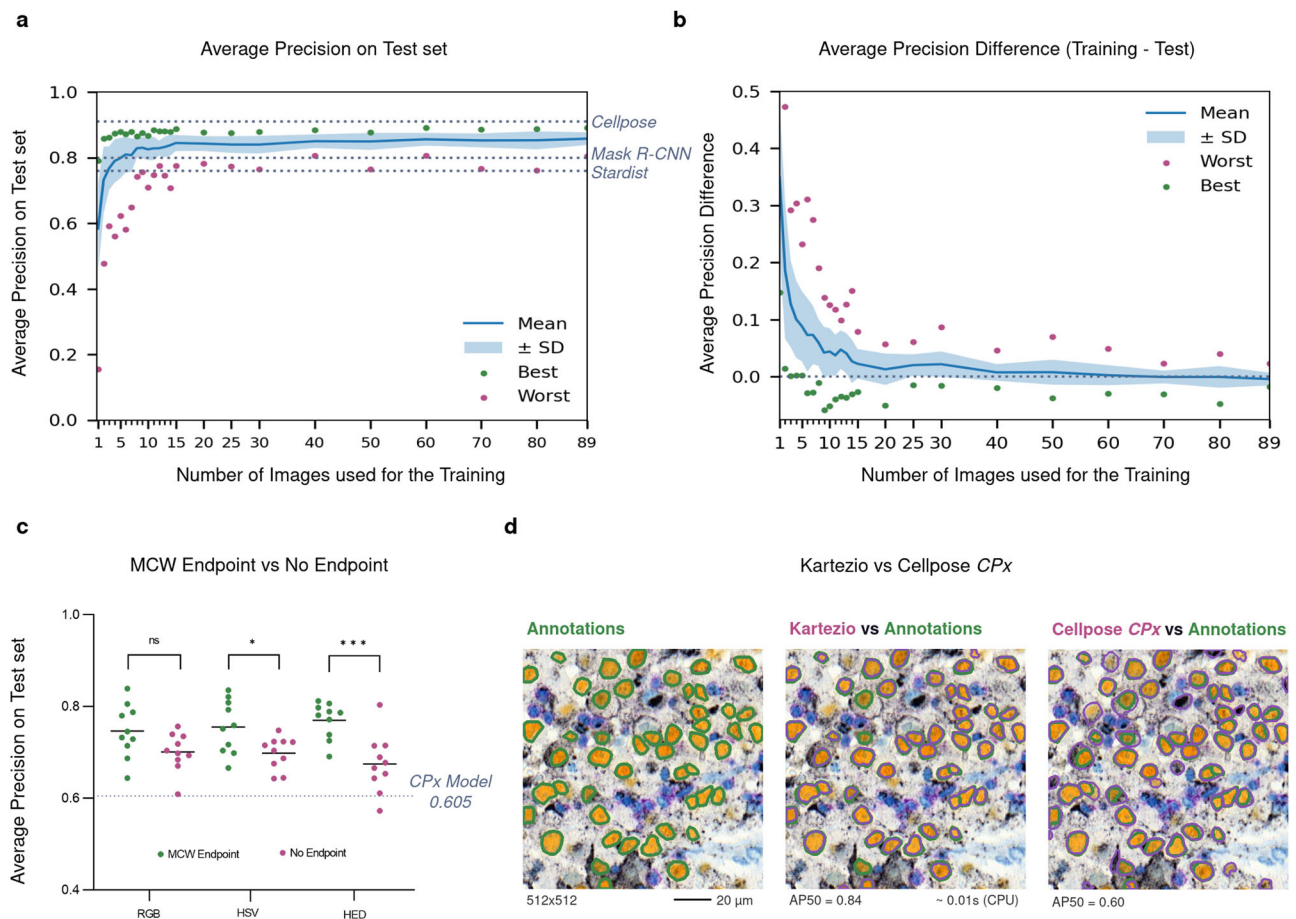 a
Average Precision on Test set
Average Precision on Test set
1.0
0.8
0.6
0.4
0.2
0.0
Cellpose
Mask R-CNN
Stardist
Mean
± SD
Best
Worst
1 5 10 15 20 25 30 40 50 60 70 80 89
Number of Images used for the Training
b
Average Precision Difference (Training - Test)
Average Precision Difference
0.5
0.4
0.3
0.2
0.1
0.0
Mean
± SD
Worst
Best
1 5 10 15 20 25 30 40 50 60 70 80 89
Number of Images used for the Training
c
MCW Endpoint vs No Endpoint
Average Precision on Test set
1.0
0.8
0.6
0.4
ns
*
***
CPx Model
0.605
MCW Endpoint
No Endpoint
RGB HSV HED
d
Kartezio vs Cellpose CPx
Annotations
512x512
20 µm
Kartezio vs Annotations
AP50 = 0.84
~ 0.01s (CPU)
Cellpose CPx vs Annotations
AP50 = 0.60